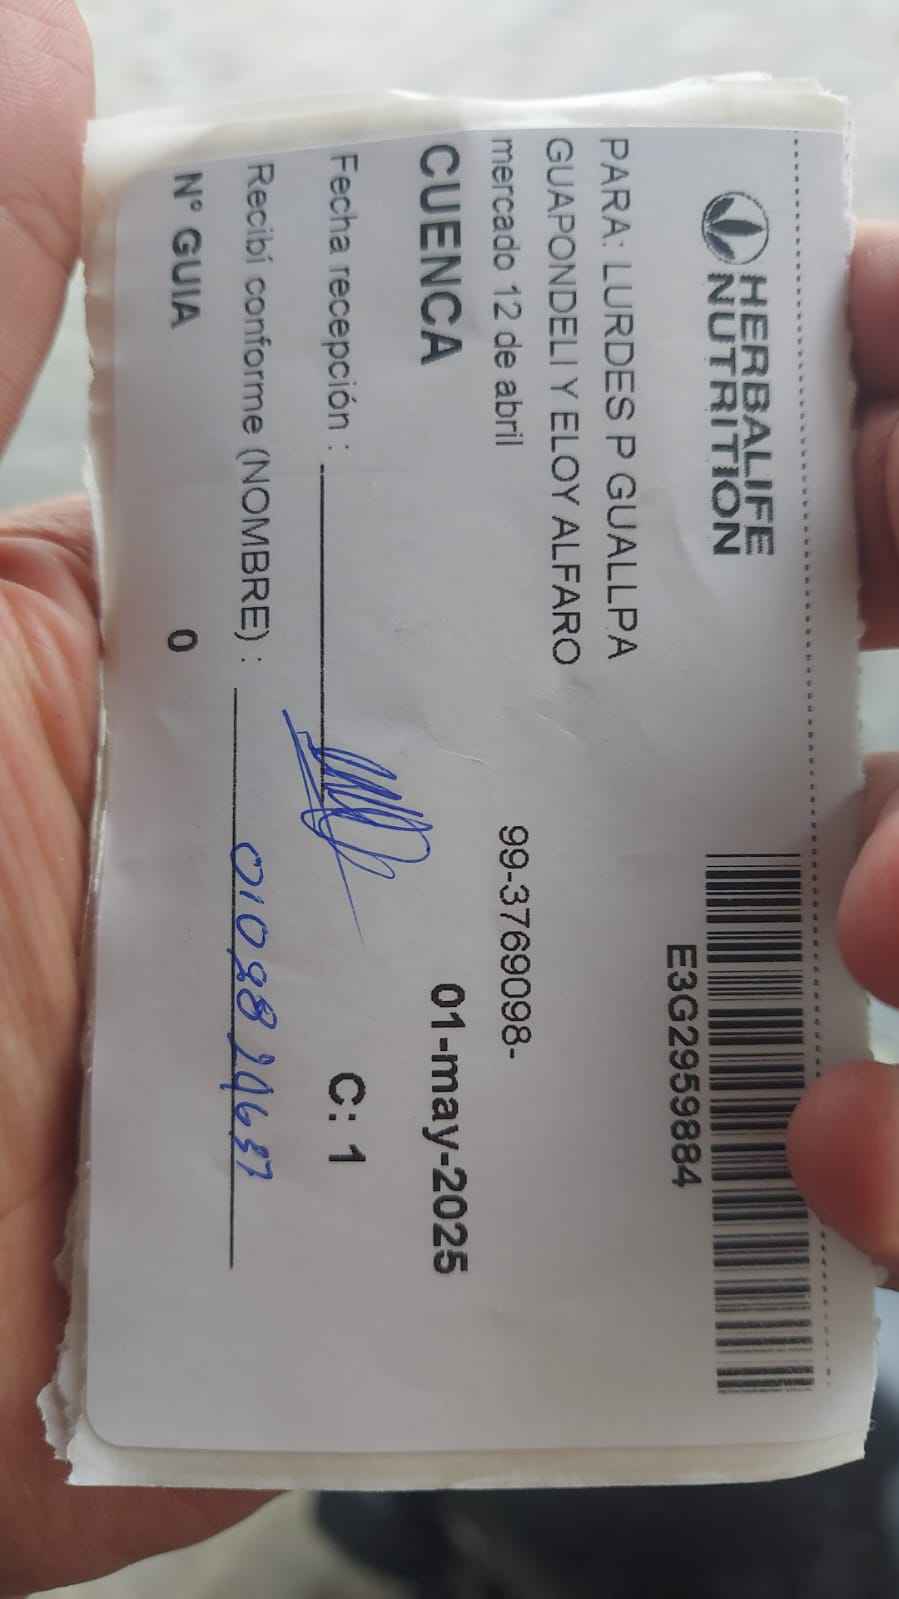 HERBALIFE
NUTRITION
E3G2959884
PARA: LURDES P GUALLPA
GUAPONDELI Y ELOY ALFARO
mercado 12 de abril
99-3769098-
CUENCA
01-may-2025
Fecha recepción :
C: 1
Recibí conforme (NOMBRE) :
N° GUIA
0